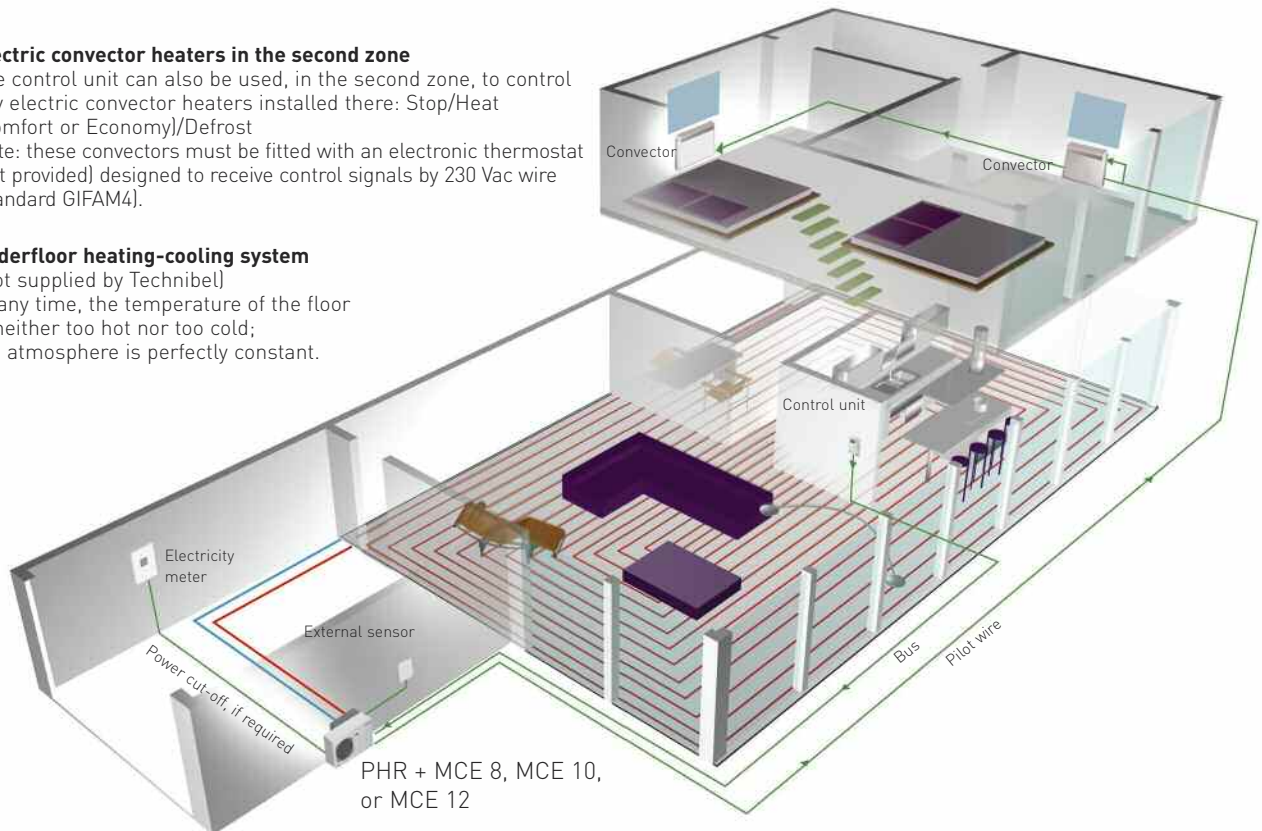 ectric convector heaters in the second zone
e control unit can also be used, in the second zone, to control
y electric convector heaters installed there: Stop/Heat
omfort or Economy)/Defrost
te: these convectors must be fitted with an electronic thermostat
t provided) designed to receive control signals by 230 Vac wire
andard GIFAM4).
derfloor heating-cooling system
ot supplied by Technibel)
any time, the temperature of the floor
neither too hot nor too cold;
atmosphere is perfectly constant.
Convector
Convector
Control unit
Electricity
meter
External sensor
Power cut-off, if required
Bus
Pilot wire
PHR + MCE 8, MCE 10,
or MCE 12